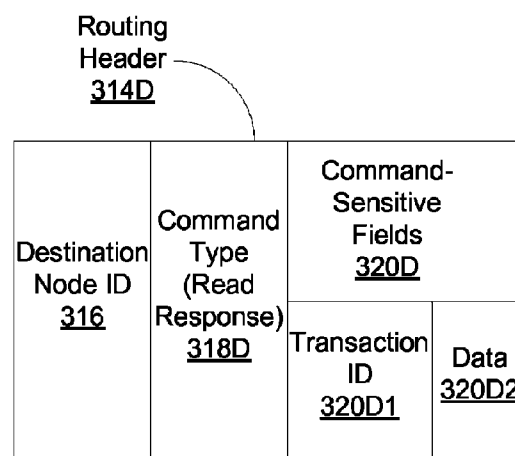 Routing
Header
314D
Destination
Node ID
316
Command
Type
(Read
Response)
318D
Command-
Sensitive
Fields
320D
Transaction
ID
320D1
Data
320D2